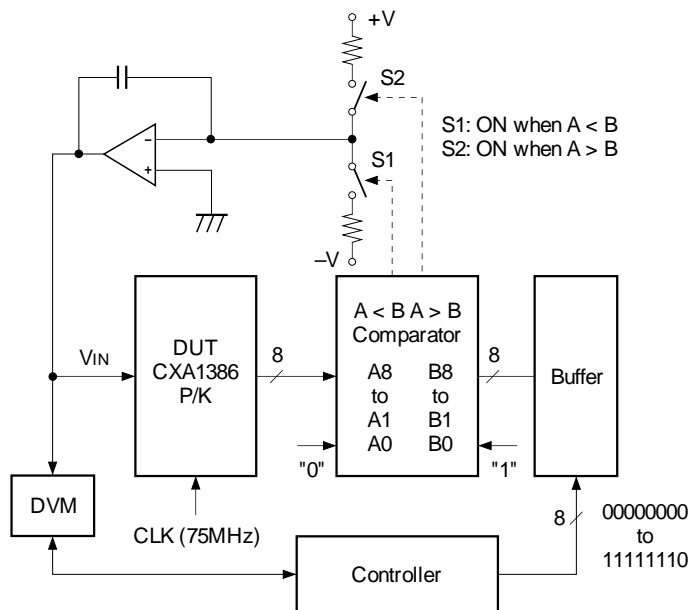 +V
S2
S1: ON when A < B
S2: ON when A > B
S1
−
+
–V
A < B A > B
Comparator
DUT
CXA1386
P/K
8
8
Buffer
VIN
A8 B8
to to
A1 B1
A0 B0
"0"
"1"
DVM
CLK (75MHz)
8
00000000
to
11111110
Controller